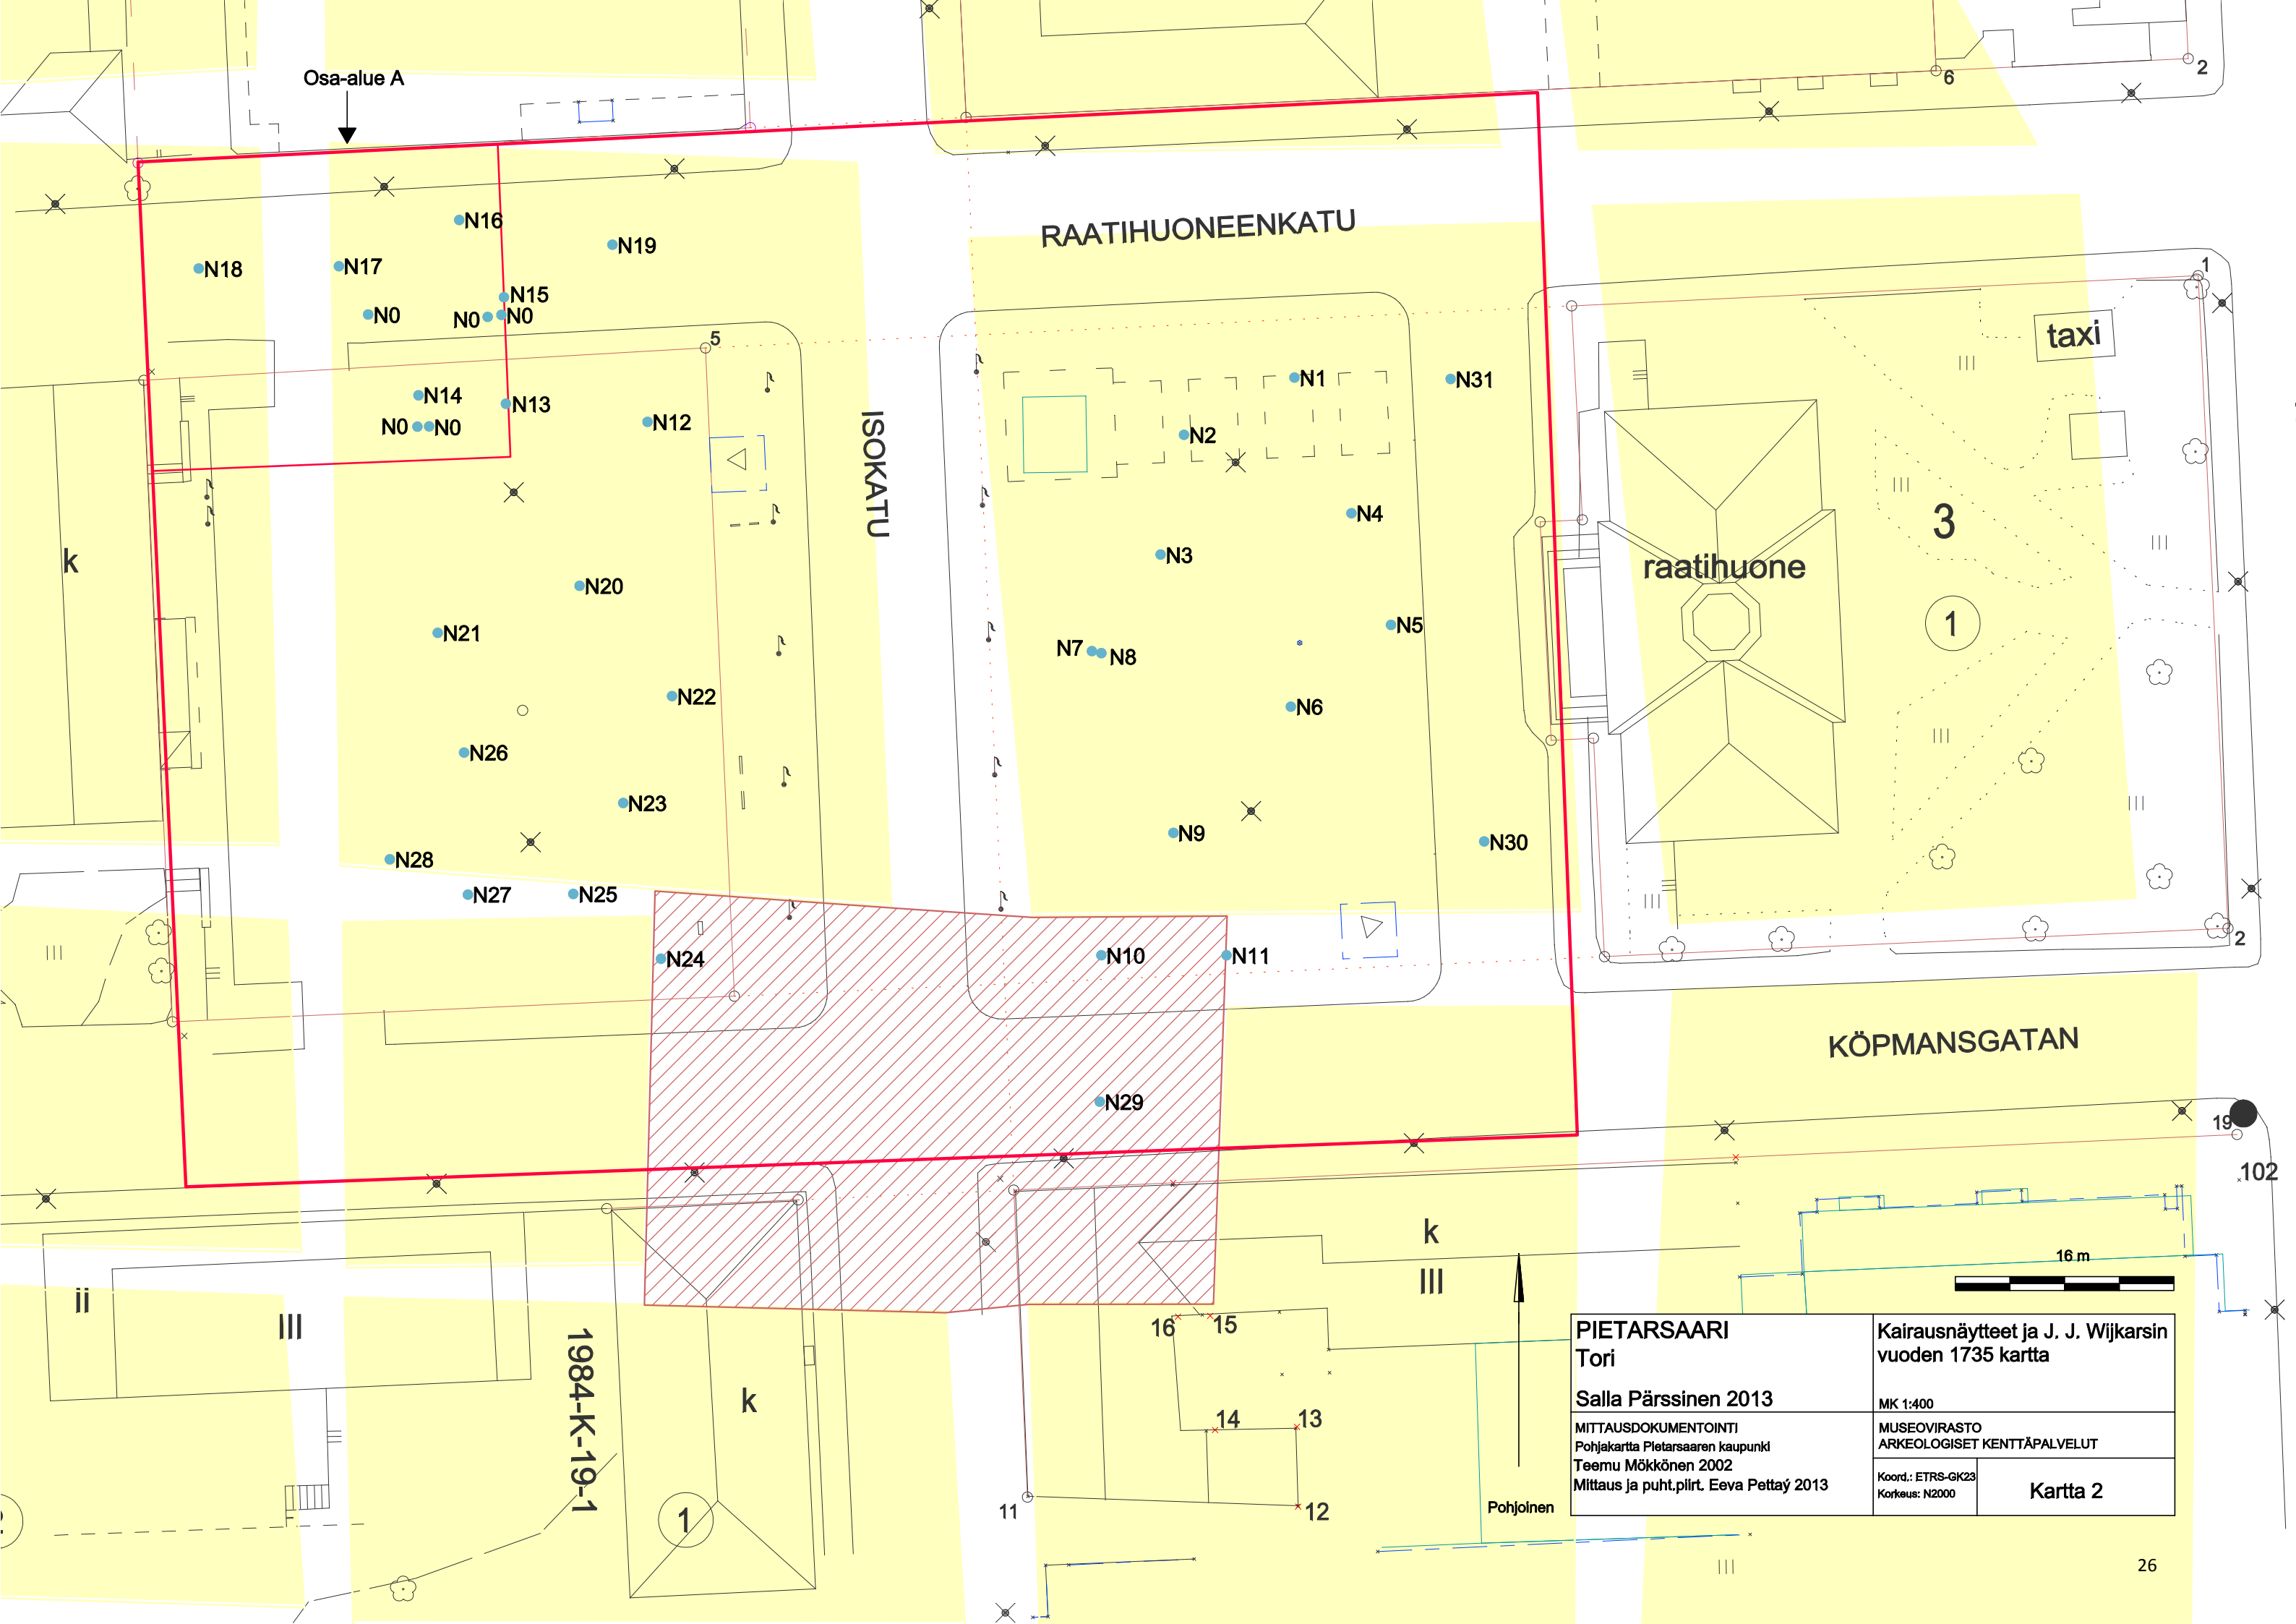 Osa-alue A
6
2
RAATIHUONEENKATU
N16
N19
N18
N17
N15
N0
N0
N0
1
taxi
5
N14
N13
N0
N0
N12
ISOKATU
N1
N31
N2
N4
N3
3
k
raatihuone
N20
N21
N5
1
N7
N8
N22
N6
N26
N23
N9
N30
N28
N27
N25
N24
N10
N11
2
KÖPMANSGATAN
N29
19
102
k
III
16 m
ii
III
16
15
1984-K-19-1
k
14
13
1
11
12
Pohjoinen
PIETARSAARI
Tori
Salla Pärssinen 2013
Kairausnäytteet ja J. J. Wijkarsin
vuoden 1735 kartta
MK 1:400
MITTAUSDOKUMENTOINTI
Pohjakartta Pietarsaaren kaupunki
Teemu Mökkönen 2002
Mittaus ja puht.piirt. Eeva Pettaý 2013
MUSEOVIRASTO
ARKEOLOGISET KENTTÄPALVELUT
Koord.: ETRS-GK23
Korkeus: N2000
Kartta 2
26